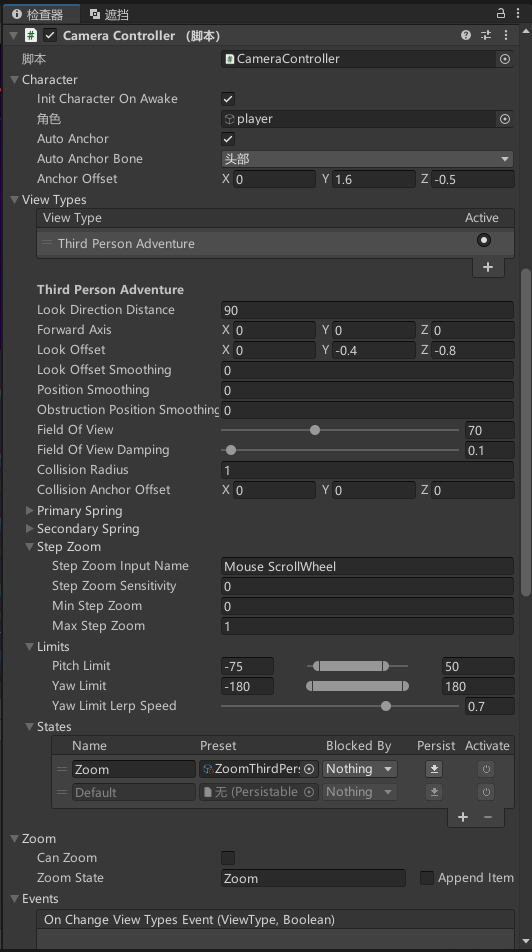 检查器 遮挡
Camera Controller （脚本）
脚本 CameraController
Character
Init Character On Awake
角色 player
Auto Anchor
Auto Anchor Bone 头部
Anchor Offset X 0 Y 1.6 Z -0.5
View Types
View Type Active
Third Person Adventure
Third Person Adventure
Look Direction Distance 90
Forward Axis X 0 Y 0 Z 0
Look Offset X 0 Y -0.4 Z -0.8
Look Offset Smoothing 0
Position Smoothing 0
Obstruction Position Smoothing 0
Field Of View 70
Field Of View Damping 0.1
Collision Radius 1
Collision Anchor Offset X 0 Y 0 Z 0
Primary Spring
Secondary Spring
Step Zoom
Step Zoom Input Name Mouse ScrollWheel
Step Zoom Sensitivity 0
Min Step Zoom 0
Max Step Zoom 1
Limits
Pitch Limit -75 50
Yaw Limit -180 180
Yaw Limit Lerp Speed 0.7
States
Name Preset Blocked By Persist Activate
Zoom ZoomThirdPers Nothing
Default 无 (Persistable Nothing
Zoom
Can Zoom
Zoom State Zoom Append Item
Events
On Change View Types Event (ViewType, Boolean)